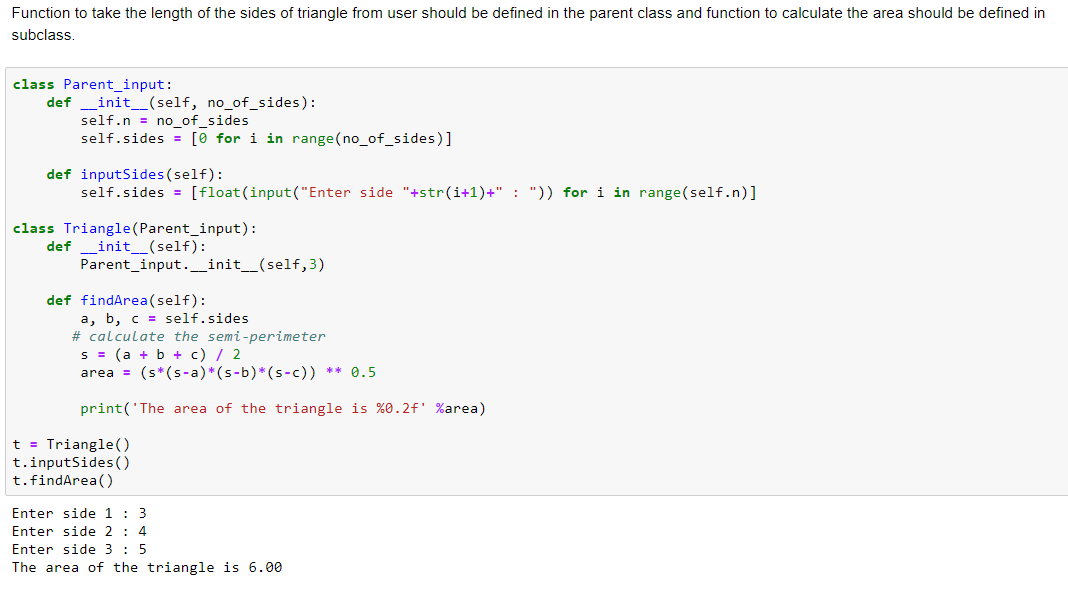 Function to take the length of the sides of triangle from user should be defined in the parent class and function to calculate the area should be defined in
subclass.
class Parent_input:
    def __init__(self, no_of_sides):
        self.n = no_of_sides
        self.sides = [0 for i in range(no_of_sides)]
    def inputSides(self):
        self.sides = [float(input("Enter side "+str(i+1)+" : ")) for i in range(self.n)]
class Triangle(Parent_input):
    def __init__(self):
        Parent_input.__init__(self,3)
    def findArea(self):
        a, b, c = self.sides
       # calculate the semi-perimeter
        s = (a + b + c) / 2
        area = (s*(s-a)*(s-b)*(s-c)) ** 0.5
        print('The area of the triangle is %0.2f' %area)
t = Triangle()
t.inputSides()
t.findArea()
Enter side 1 : 3
Enter side 2 : 4
Enter side 3 : 5
The area of the triangle is 6.00